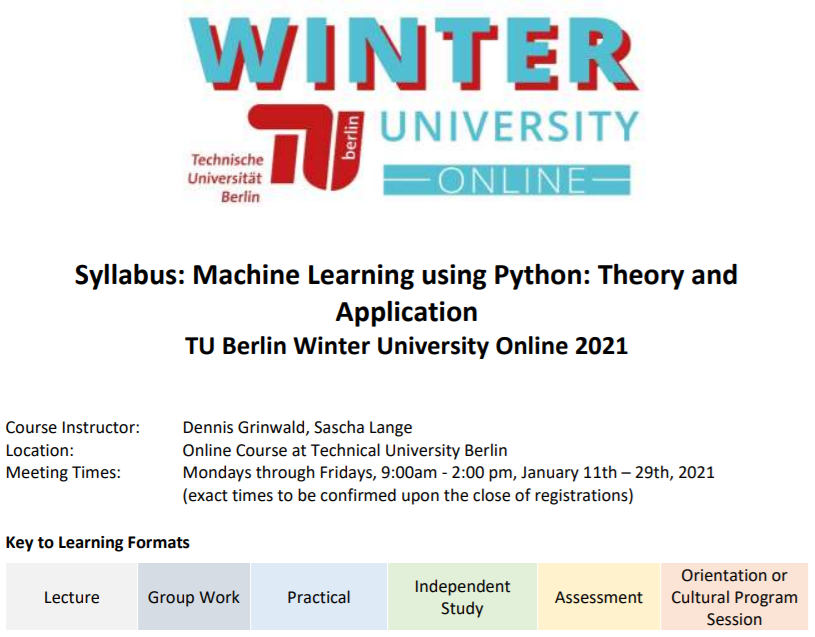 WINTER
UNIVERSITY
ONLINE
Technische
Universität
Berlin
berlin
Syllabus: Machine Learning using Python: Theory and
Application
TU Berlin Winter University Online 2021
Course Instructor: Dennis Grinwald, Sascha Lange
Location: Online Course at Technical University Berlin
Meeting Times: Mondays through Fridays, 9:00am - 2:00 pm, January 11th – 29th, 2021
(exact times to be confirmed upon the close of registrations)
Key to Learning Formats
Lecture
Group Work
Practical
Independent
Study
Assessment
Orientation or
Cultural Program
Session